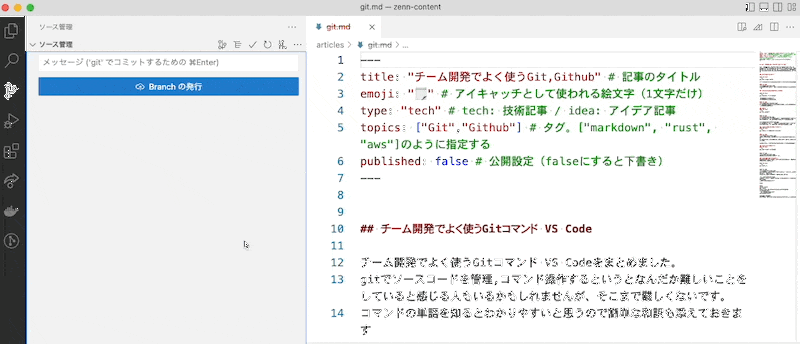 git.md — zenn-content
ソース管理
ソース管理
メッセージ ('git' でコミットするための ⌘Enter)
Branch の発行
git.md
articles > git.md > ...
1 ---
2 title: "チーム開発でよく使うGit,Github" # 記事のタイトル
3 emoji: "" # アイキャッチとして使われる絵文字（1文字だけ）
4 type: "tech" # tech: 技術記事 / idea: アイデア記事
5 topics: ["Git","Github"] # タグ。["markdown", "rust",
"aws"]のように指定する
6 published: false # 公開設定（falseにすると下書き）
7 ---
8
9
10 ## チーム開発でよく使うGitコマンド VS Code
11
12 チーム開発でよく使うGitコマンド VS Codeをまとめました。
13 gitでソースコードを管理,コマンド操作するというとなんだか難しいことを
していると感じる人もいるかもしれませんが、そこまで難しくないです。
14 コマンドの単語を知るとわかりやすいと思うので簡単な和訳も添えておきま
す